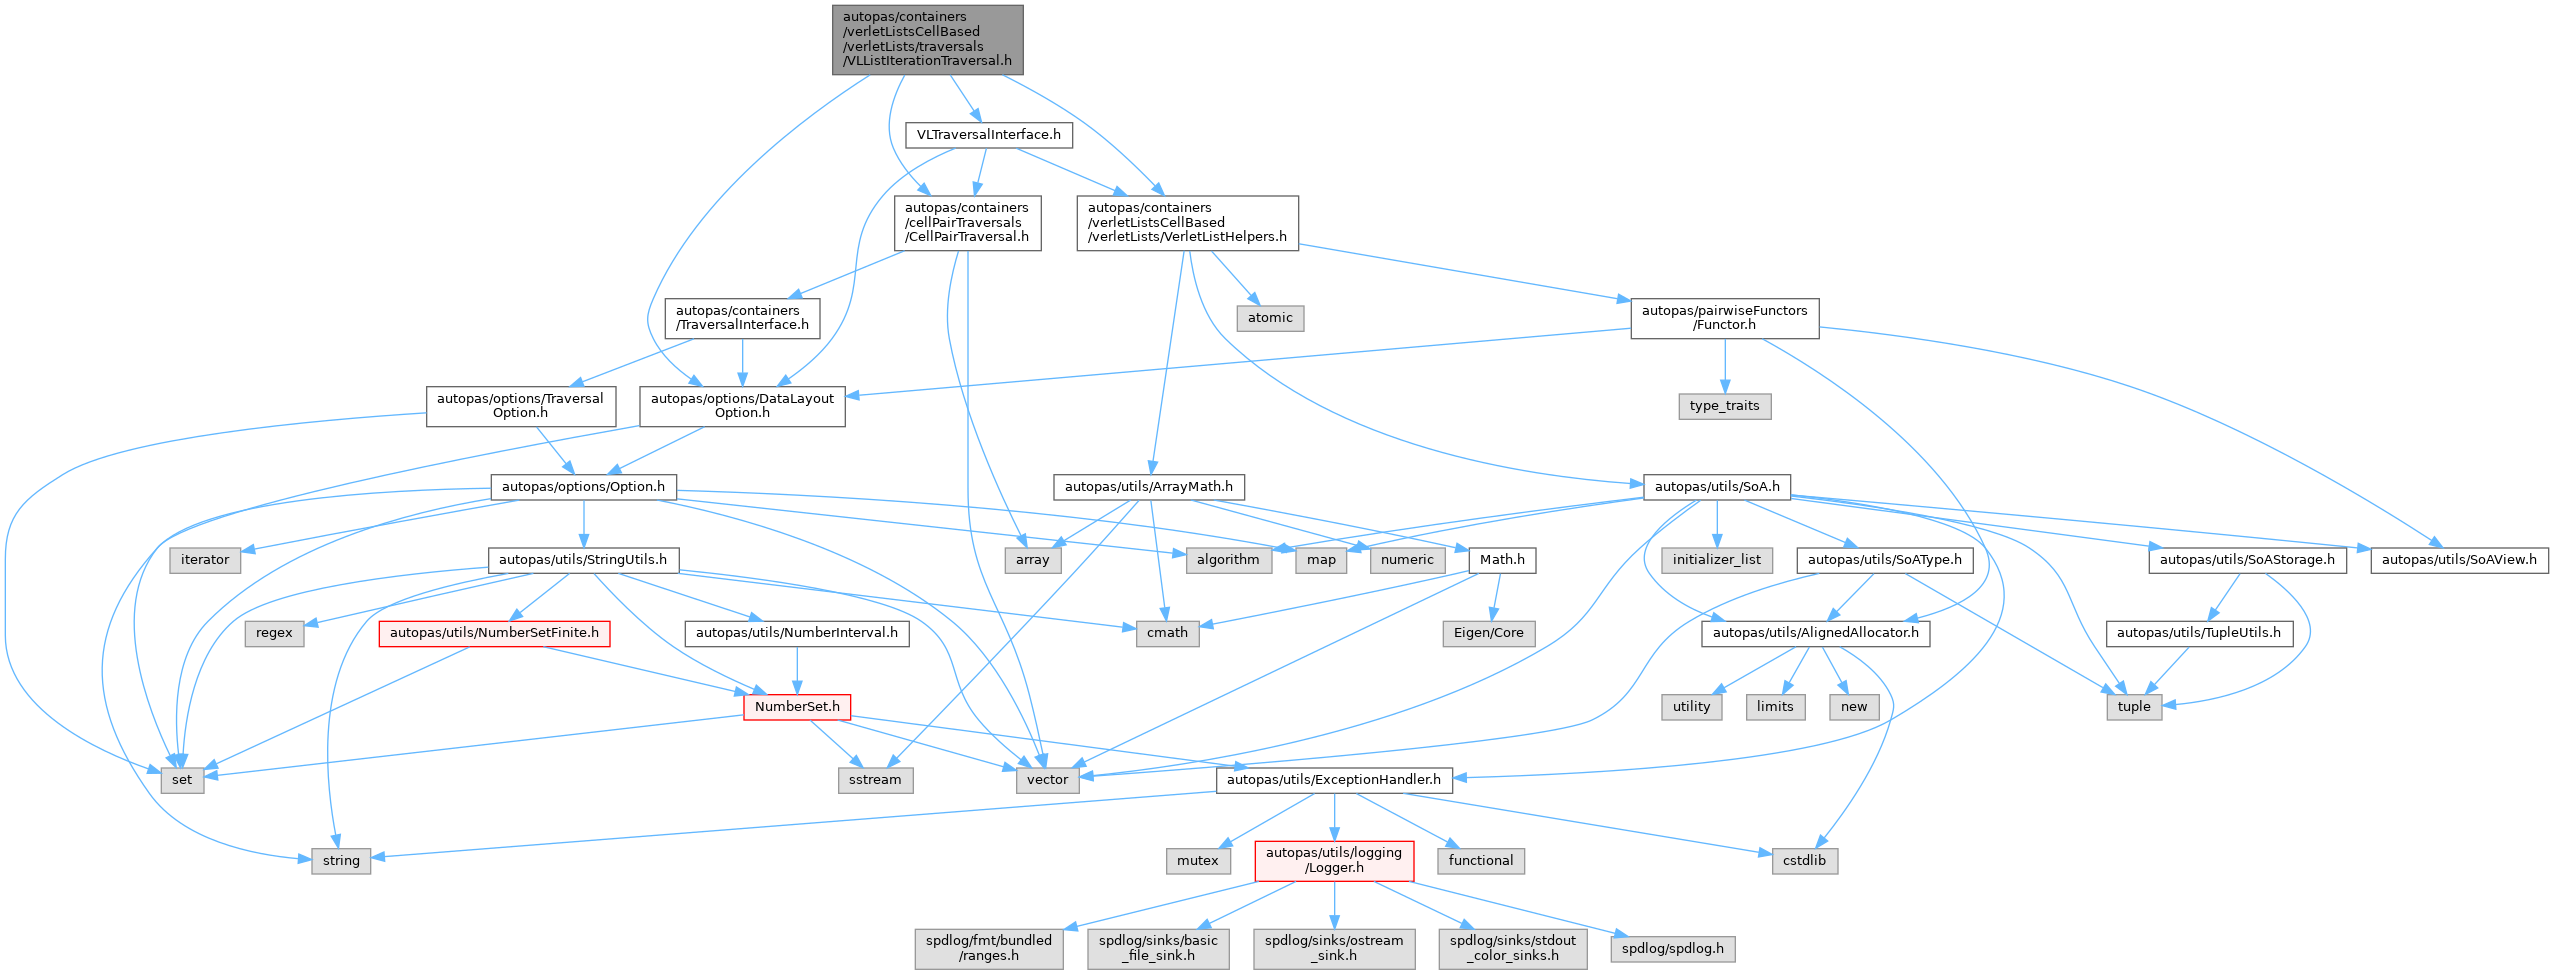 autopas/containers
/verletListsCellBased
/verletLists/traversals
/VLListIterationTraversal.h
VLTraversalInterface.h
autopas/containers
/cellPairTraversals
/CellPairTraversal.h
autopas/containers
/verletListsCellBased
/verletLists/VerletListHelpers.h
autopas/containers
/TraversalInterface.h
atomic
autopas/pairwiseFunctors
/Functor.h
autopas/options/Traversal
Option.h
autopas/options/DataLayout
Option.h
type_traits
autopas/options/Option.h
autopas/utils/ArrayMath.h
autopas/utils/SoA.h
iterator
autopas/utils/StringUtils.h
array
algorithm
map
numeric
Math.h
initializer_list
autopas/utils/SoAType.h
autopas/utils/SoAStorage.h
autopas/utils/SoAView.h
regex
autopas/utils/NumberSetFinite.h
autopas/utils/NumberInterval.h
cmath
Eigen/Core
autopas/utils/AlignedAllocator.h
autopas/utils/TupleUtils.h
NumberSet.h
utility
limits
new
tuple
set
sstream
vector
autopas/utils/ExceptionHandler.h
string
mutex
autopas/utils/logging
/Logger.h
functional
cstdlib
spdlog/fmt/bundled
/ranges.h
spdlog/sinks/basic
_file_sink.h
spdlog/sinks/ostream
_sink.h
spdlog/sinks/stdout
_color_sinks.h
spdlog/spdlog.h